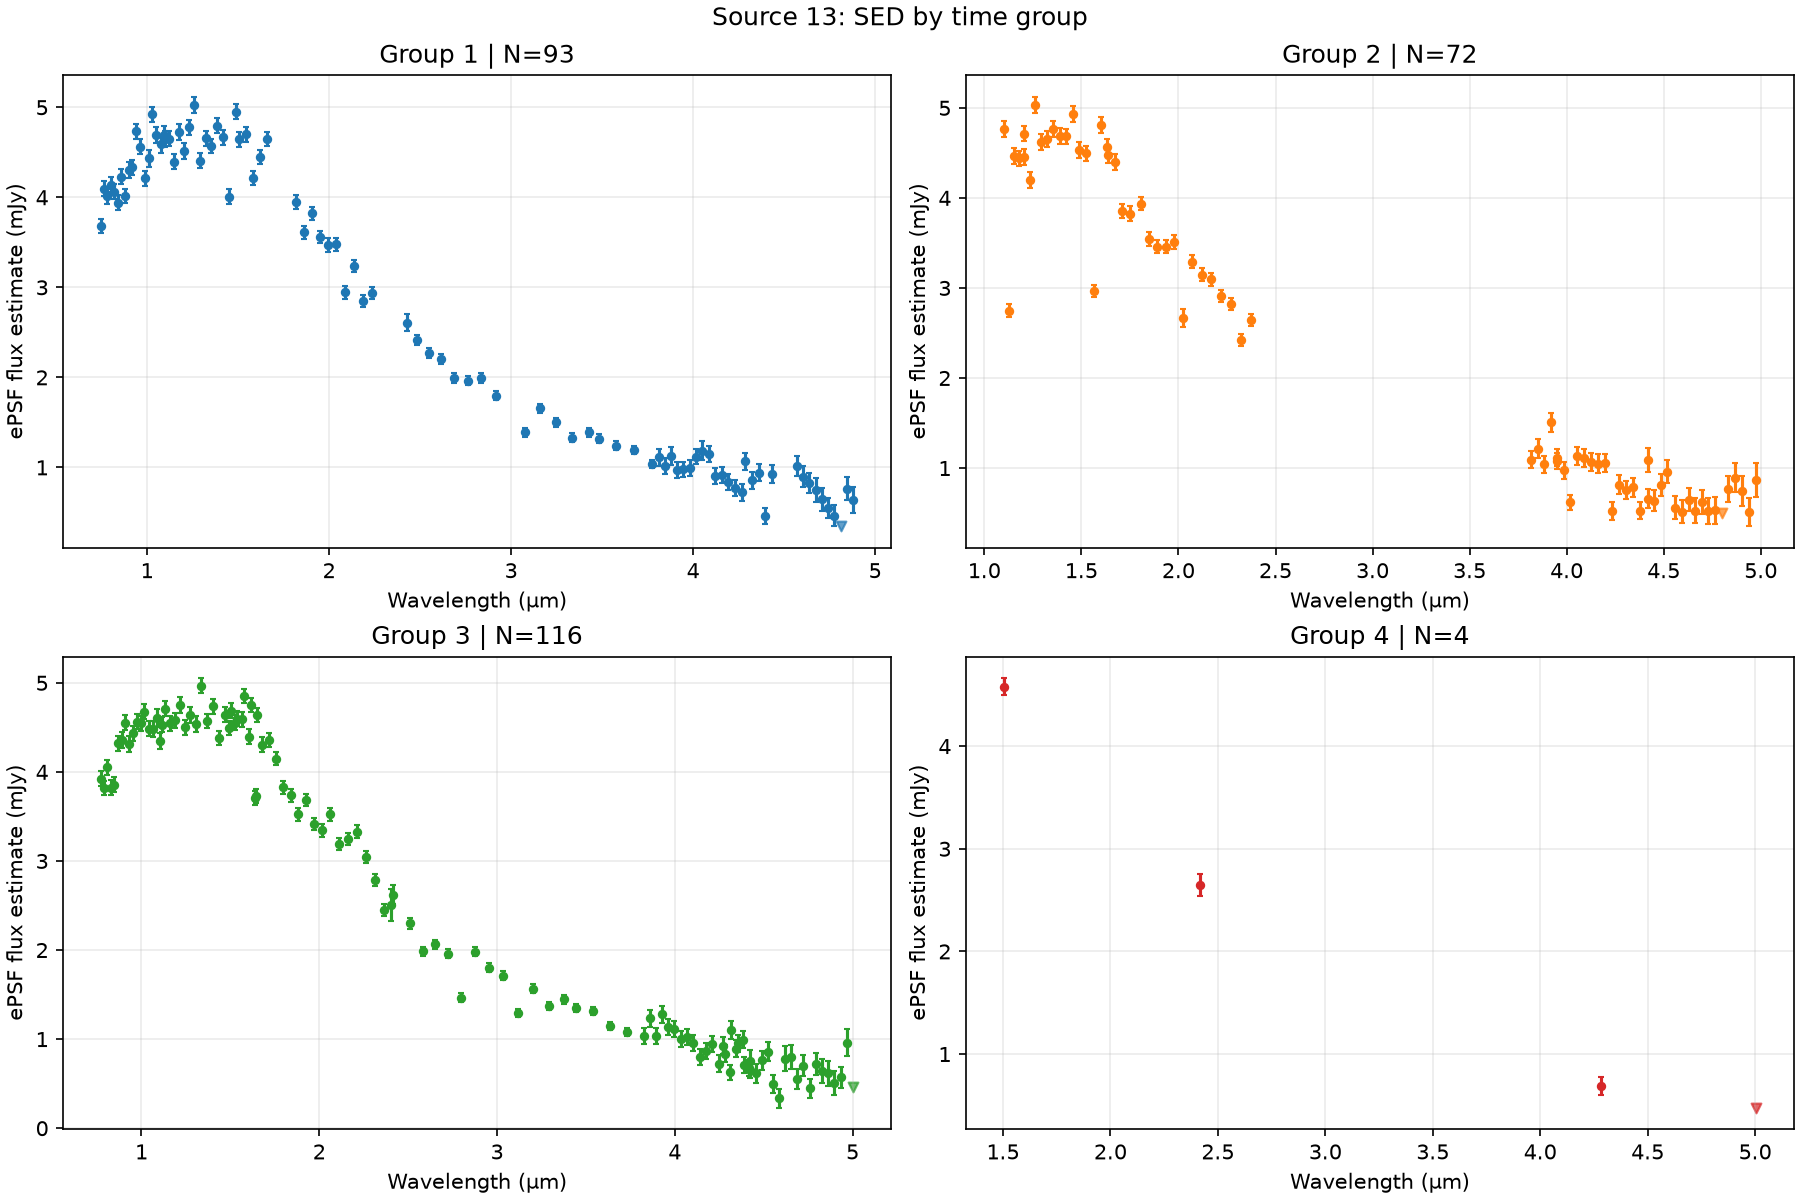 Source 13: SED by time group
Group 1 | N=93
ePSF flux estimate (mJy)
5
4
3
2
1
1 2 3 4 5
Wavelength (μm)
Group 2 | N=72
ePSF flux estimate (mJy)
5
4
3
2
1
1.0 1.5 2.0 2.5 3.0 3.5 4.0 4.5 5.0
Wavelength (μm)
Group 3 | N=116
ePSF flux estimate (mJy)
5
4
3
2
1
0
1 2 3 4 5
Wavelength (μm)
Group 4 | N=4
ePSF flux estimate (mJy)
4
3
2
1
1.5 2.0 2.5 3.0 3.5 4.0 4.5 5.0
Wavelength (μm)